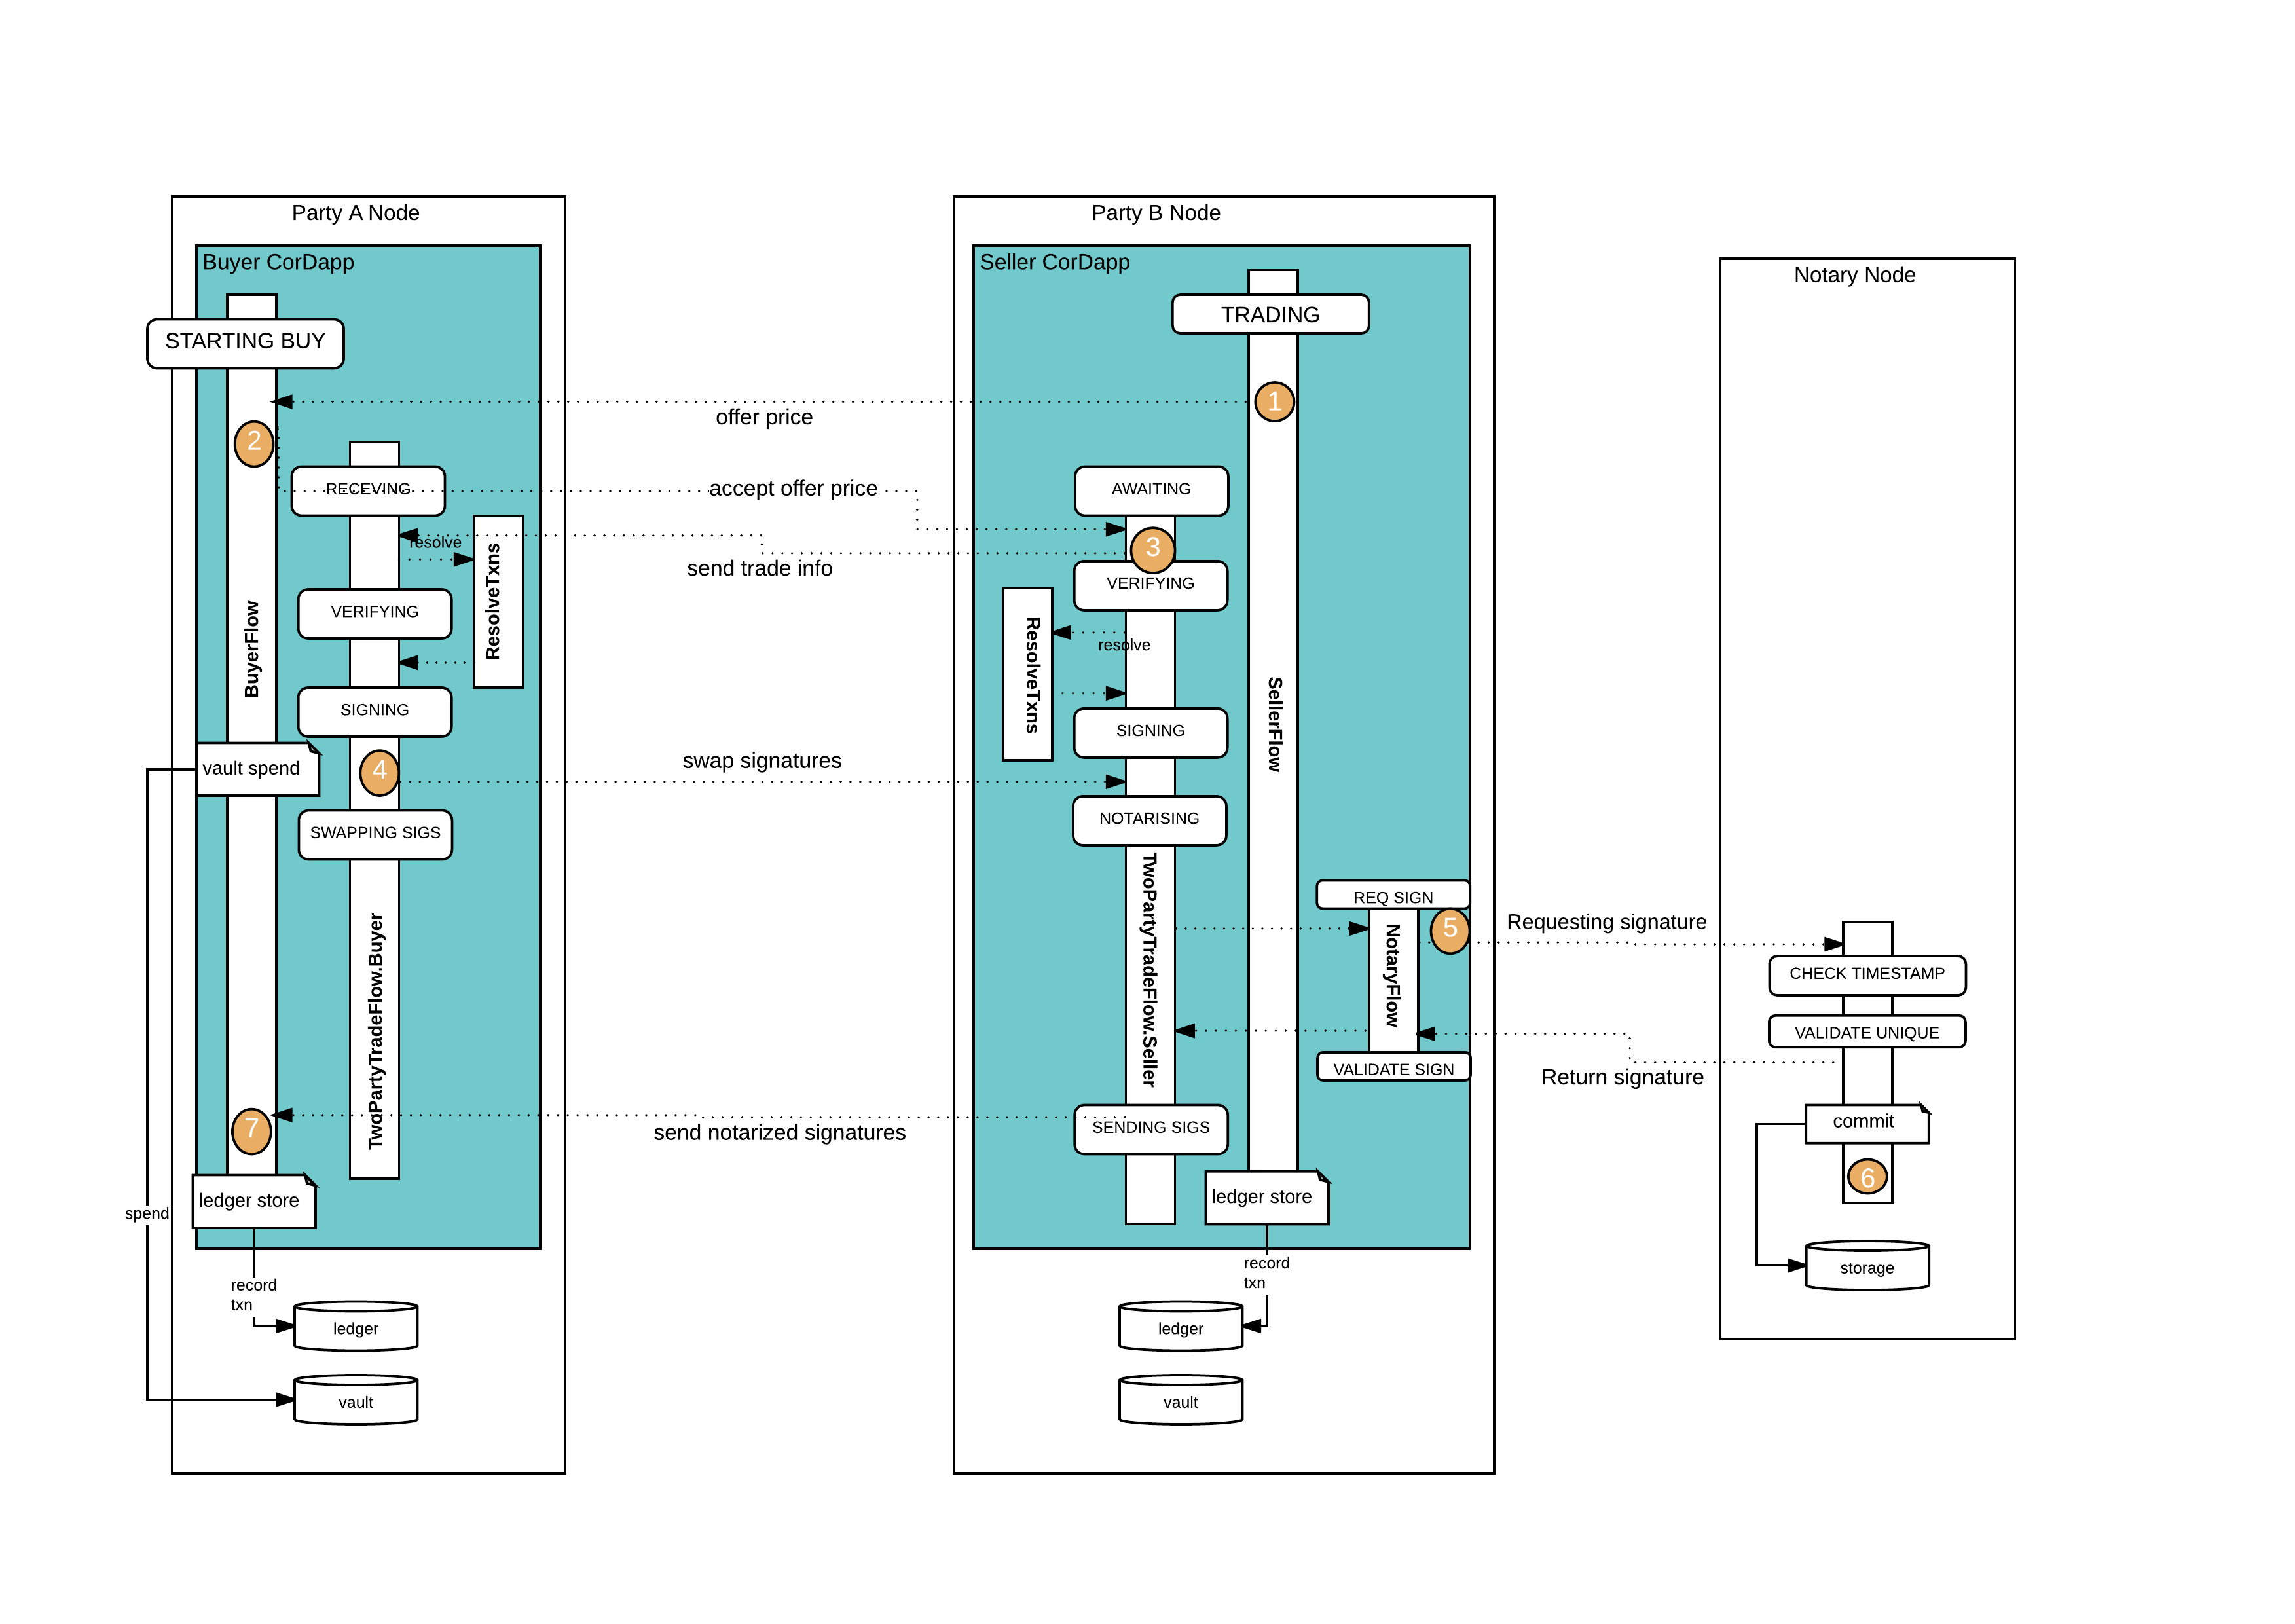 Party A Node
Buyer CorDapp
STARTING BUY
2
RECEVING
resolve
ResolveTxns
BuyerFlow
VERIFYING
SIGNING
vault spend
4
SWAPPING SIGS
TwoPartyTradeFlow.Buyer
7
ledger store
spend
record
txn
ledger
vault
offer price
accept offer price
send trade info
swap signatures
send notarized signatures
Party B Node
Seller CorDapp
TRADING
1
AWAITING
3
VERIFYING
ResolveTxns
resolve
SIGNING
SellerFlow
NOTARISING
TwoPartyTradeFlow.Seller
REQ SIGN
5
NotaryFlow
VALIDATE SIGN
SENDING SIGS
ledger store
record
txn
ledger
vault
Requesting signature
Return signature
Notary Node
CHECK TIMESTAMP
VALIDATE UNIQUE
commit
6
storage